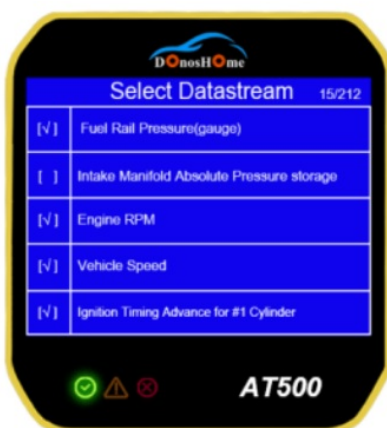 DOnosHOme
Select Datastream 15/212
[√] Fuel Rail Pressure(gauge)
[ ] Intake Manifold Absolute Pressure storage
[√] Engine RPM
[√] Vehicle Speed
[√] Ignition Timing Advance for #1 Cylinder
AT500